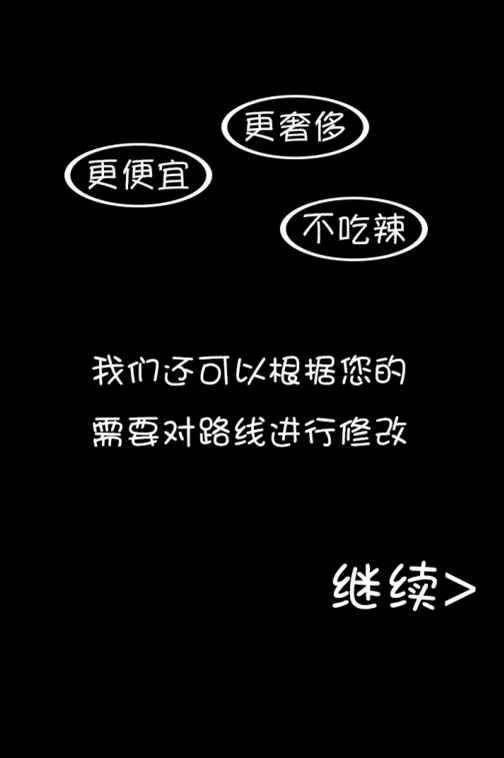 更奢侈
更便宜
不吃辣
我们还可以根据您的
需要对路线进行修改
继续>